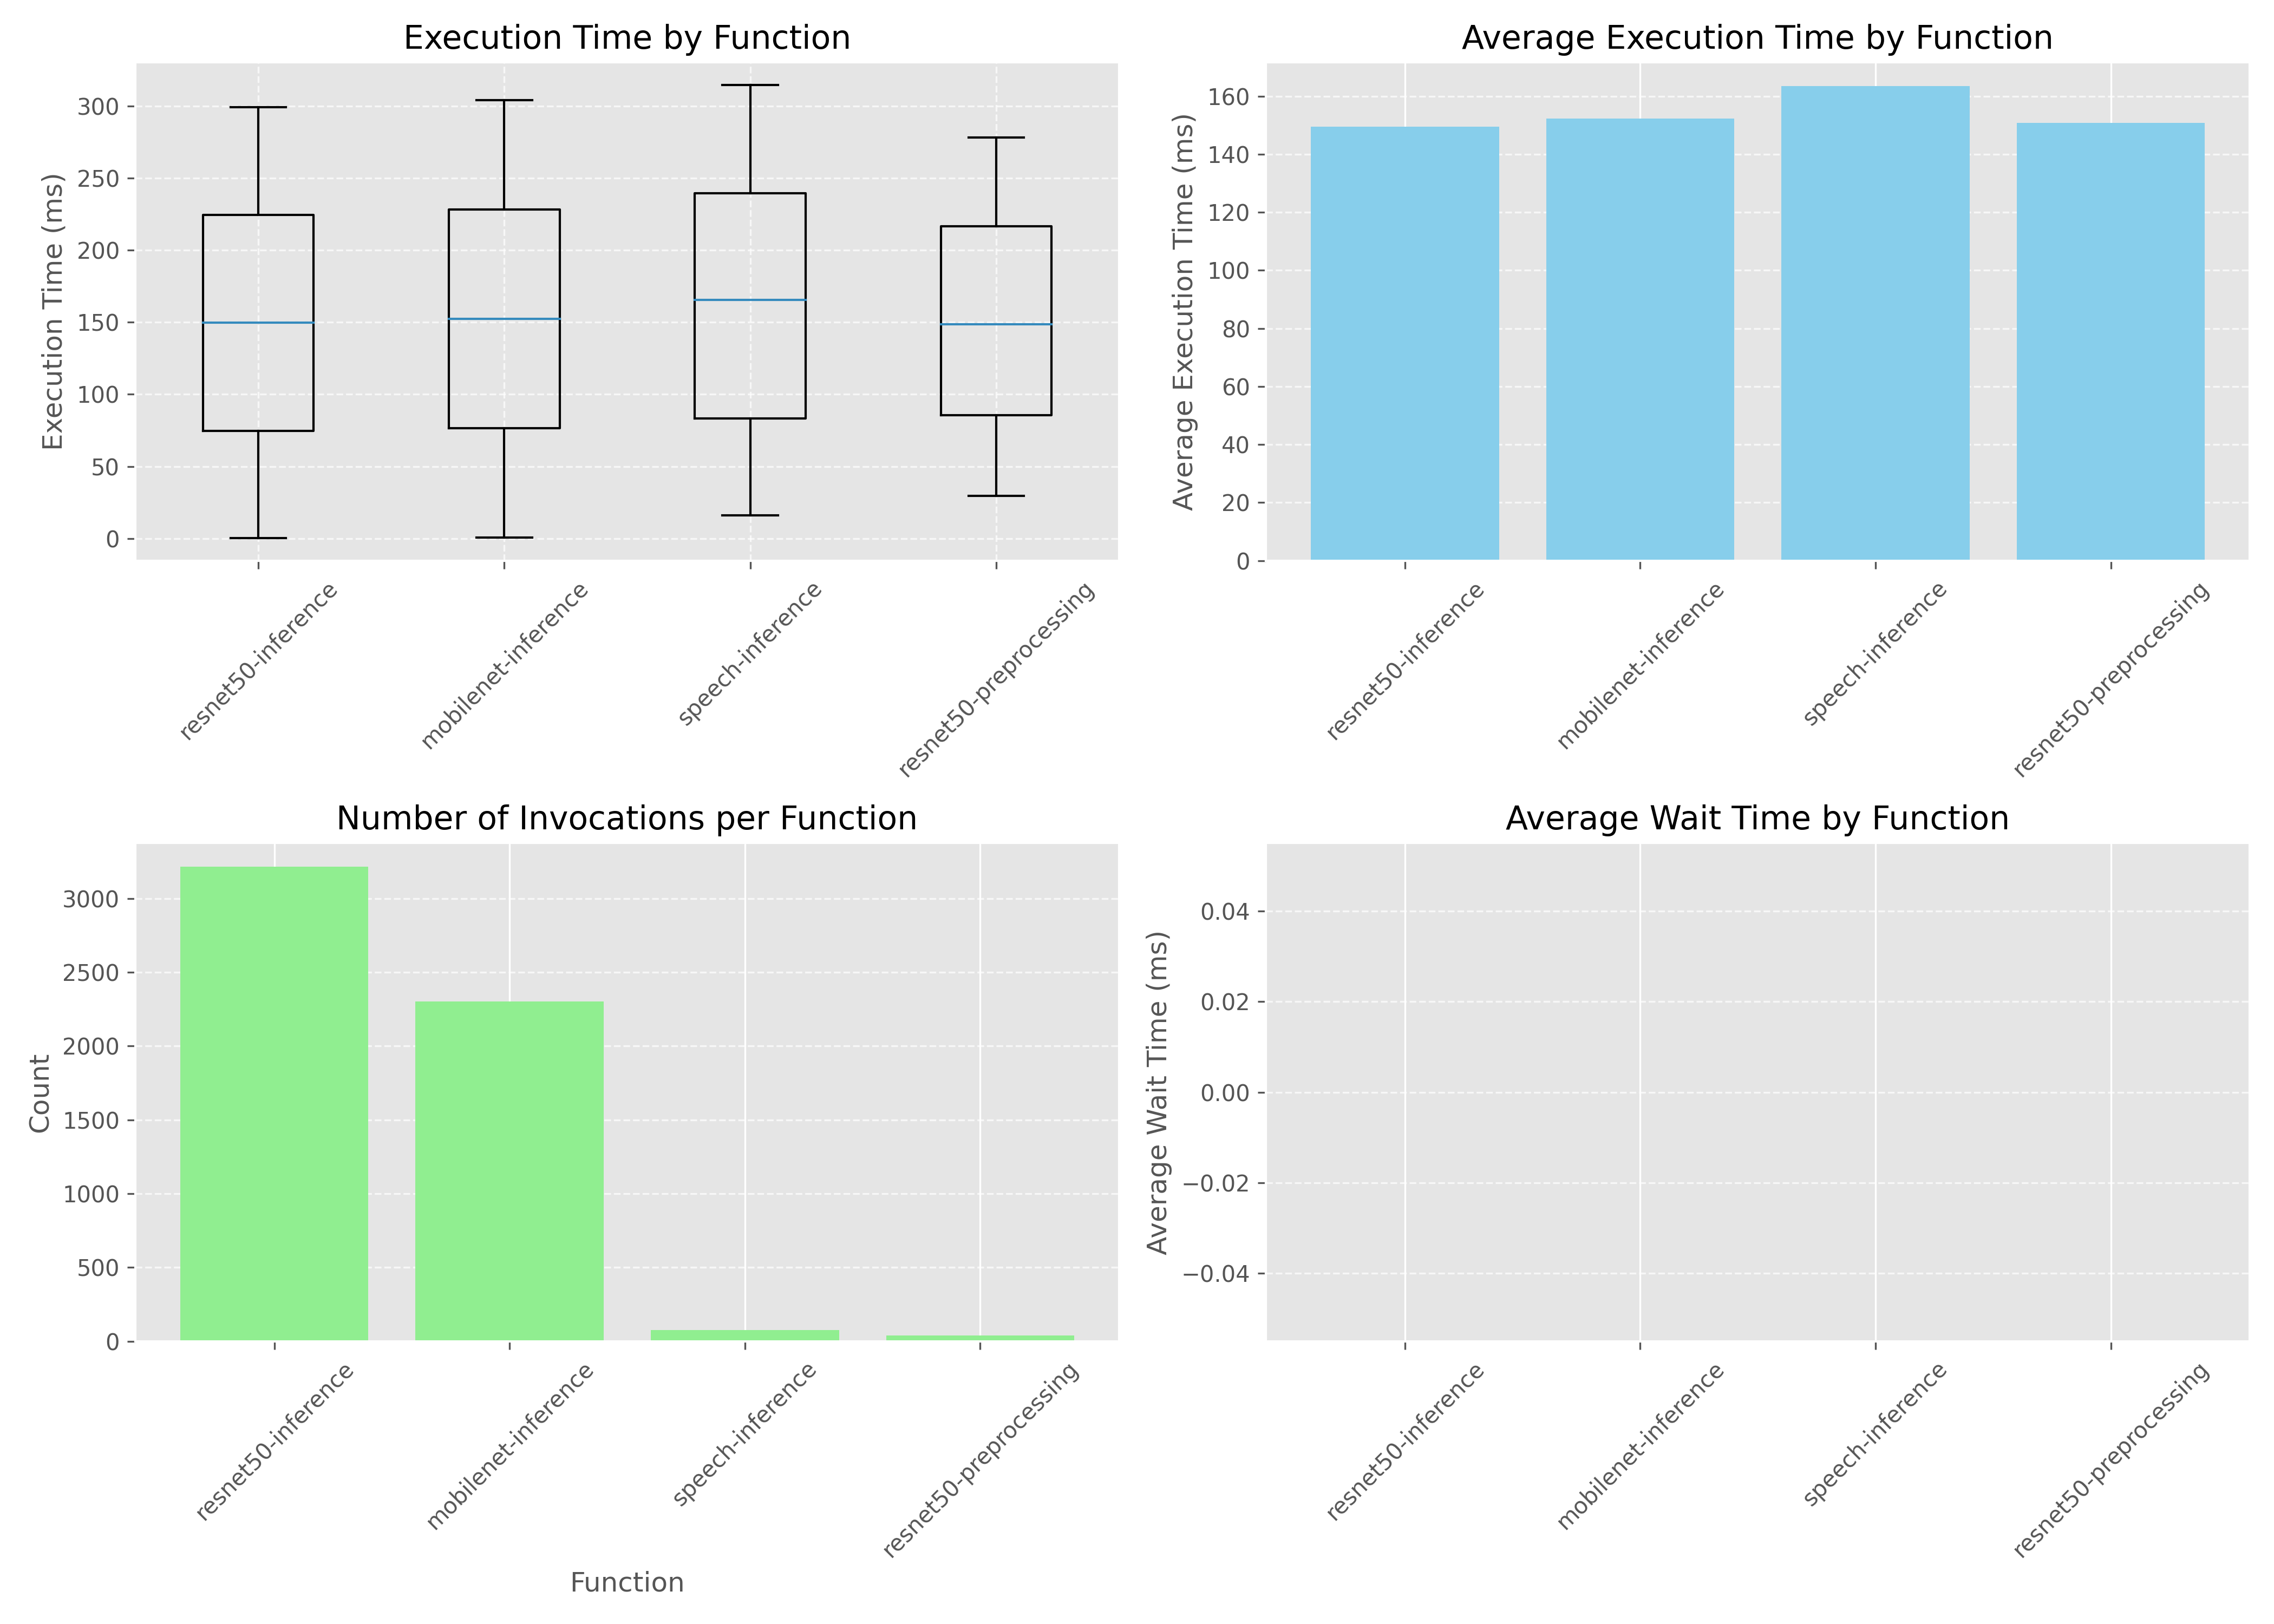 Execution Time by Function
Execution Time (ms)
300
250
200
150
100
50
0
resnet50-inference
mobilenet-inference
speech-inference
resnet50-preprocessing
Average Execution Time by Function
Average Execution Time (ms)
160
140
120
100
80
60
40
20
0
resnet50-inference
mobilenet-inference
speech-inference
resnet50-preprocessing
Number of Invocations per Function
Count
3000
2500
2000
1500
1000
500
0
resnet50-inference
mobilenet-inference
speech-inference
resnet50-preprocessing
Function
Average Wait Time by Function
Average Wait Time (ms)
0.04
0.02
0.00
−0.02
−0.04
resnet50-inference
mobilenet-inference
speech-inference
resnet50-preprocessing